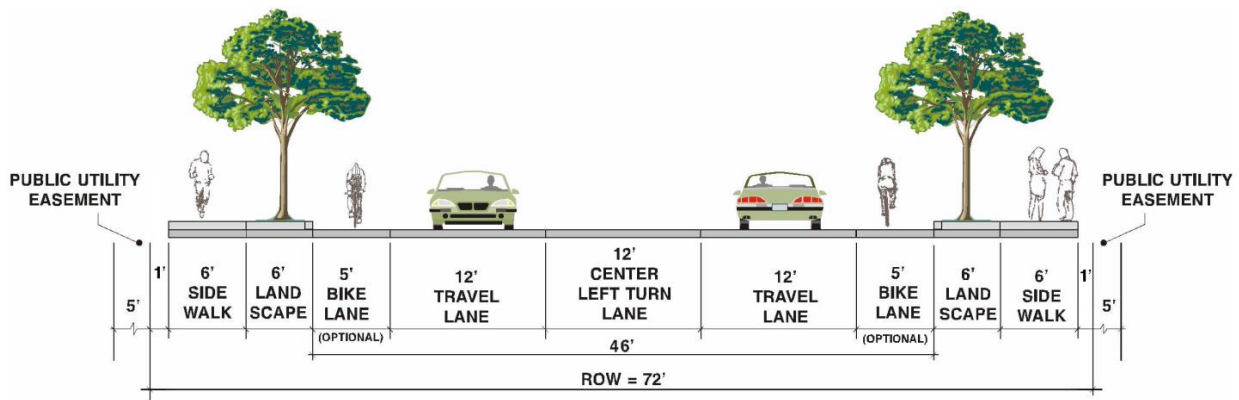 PUBLIC UTILITY
EASEMENT
PUBLIC UTILITY
EASEMENT
5'
1'
6'
SIDE
WALK
6'
LAND
SCAPE
5'
BIKE
LANE
(OPTIONAL)
12'
TRAVEL
LANE
12'
CENTER
LEFT TURN
LANE
12'
TRAVEL
LANE
5'
BIKE
LANE
(OPTIONAL)
6'
LAND
SCAPE
6'
SIDE
WALK
1'
5'
46'
ROW = 72'